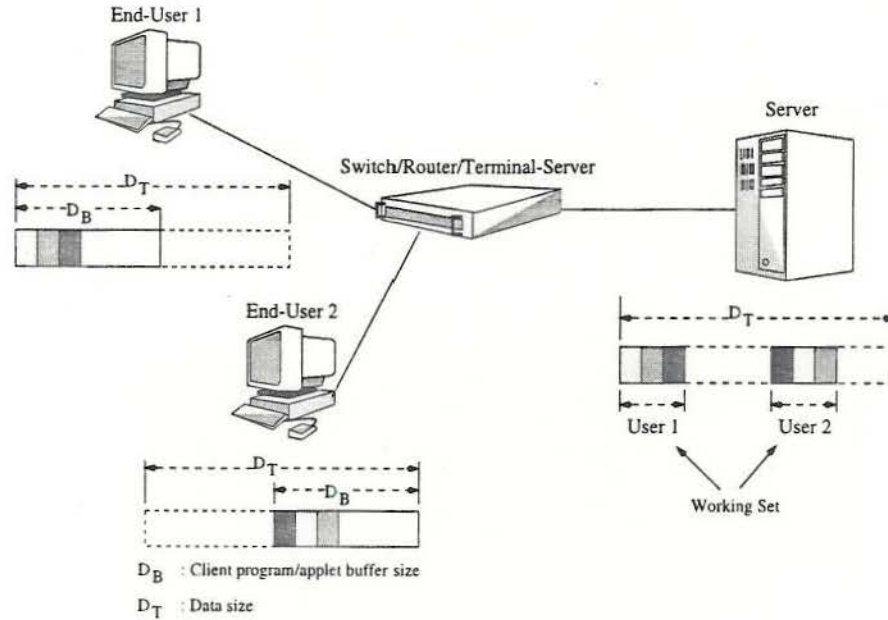 End-User 1
Server
Switch/Router/Terminal-Server
D_T
D_B
End-User 2
D_T
User 1
User 2
D_T
D_B
Working Set
D_B : Client program/applet buffer size
D_T : Data size